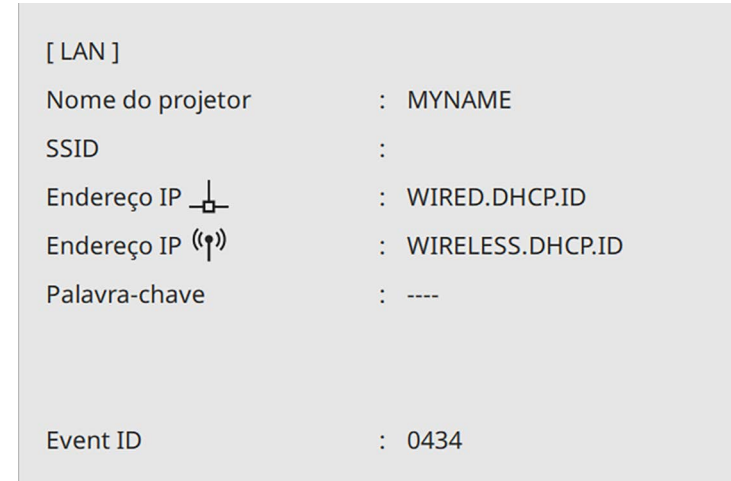 [ LAN ]
Nome do projetor : MYNAME
SSID :
Endereço IP : WIRED.DHCP.ID
Endereço IP : WIRELESS.DHCP.ID
Palavra-chave : ----
Event ID : 0434